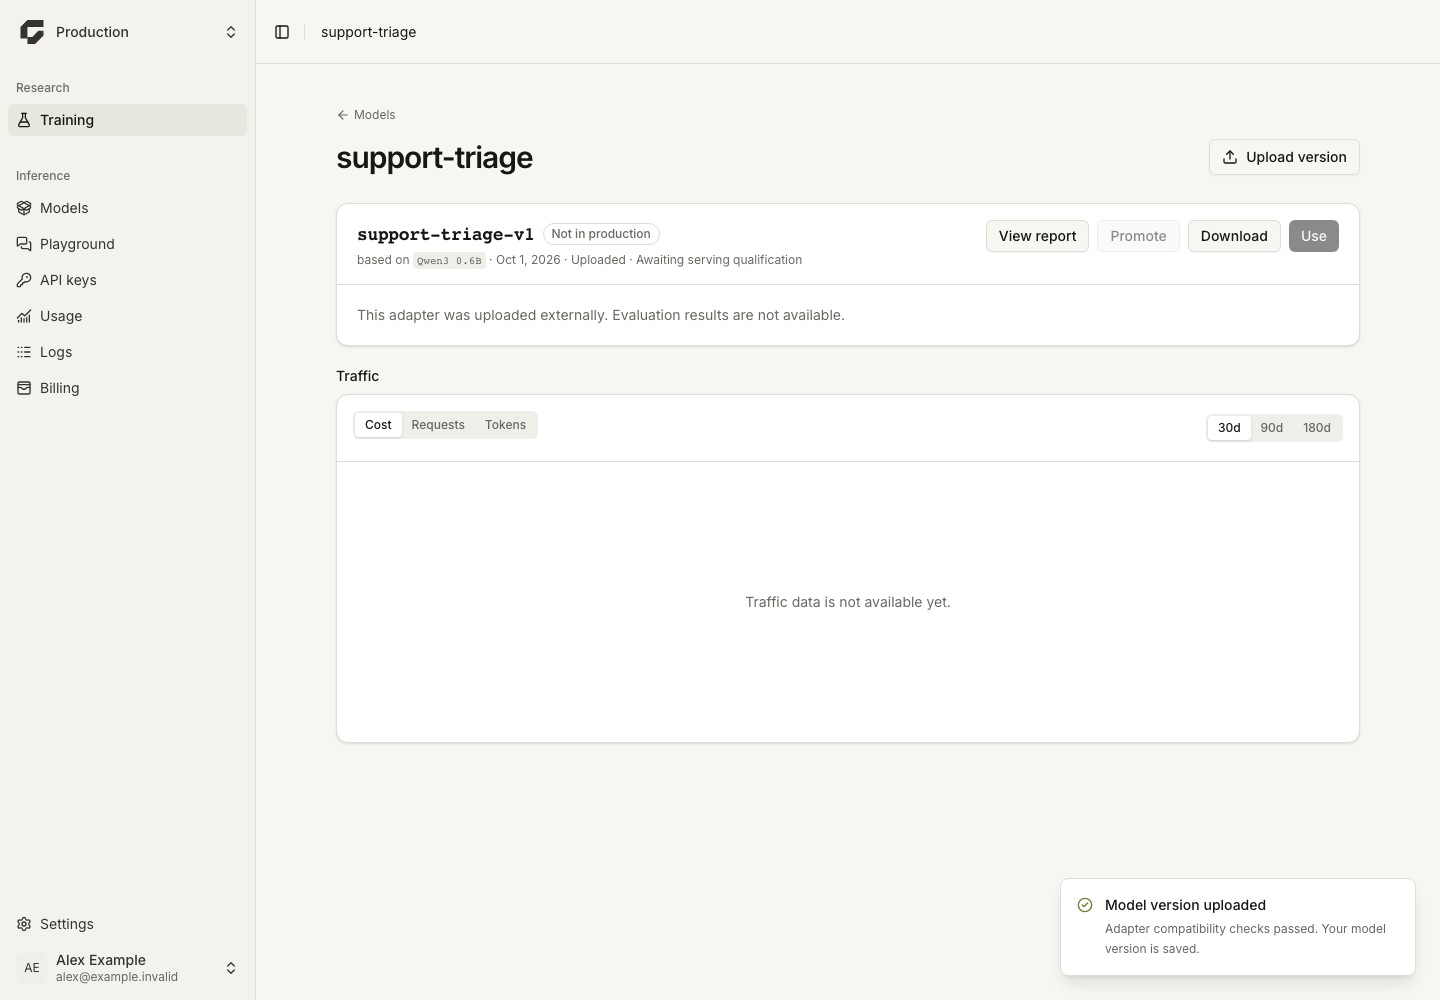 Production
Research
Training
Inference
Models
Playground
API keys
Usage
Logs
Billing
Settings
AE
Alex Example
alex@example.invalid
support-triage
Models
support-triage
Upload version
support-triage-v1
Not in production
View report
Promote
Download
Use
based on Qwen3 0.6B · Oct 1, 2026 · Uploaded · Awaiting serving qualification
This adapter was uploaded externally. Evaluation results are not available.
Traffic
Cost
Requests
Tokens
30d
90d
180d
Traffic data is not available yet.
Model version uploaded
Adapter compatibility checks passed. Your model
version is saved.